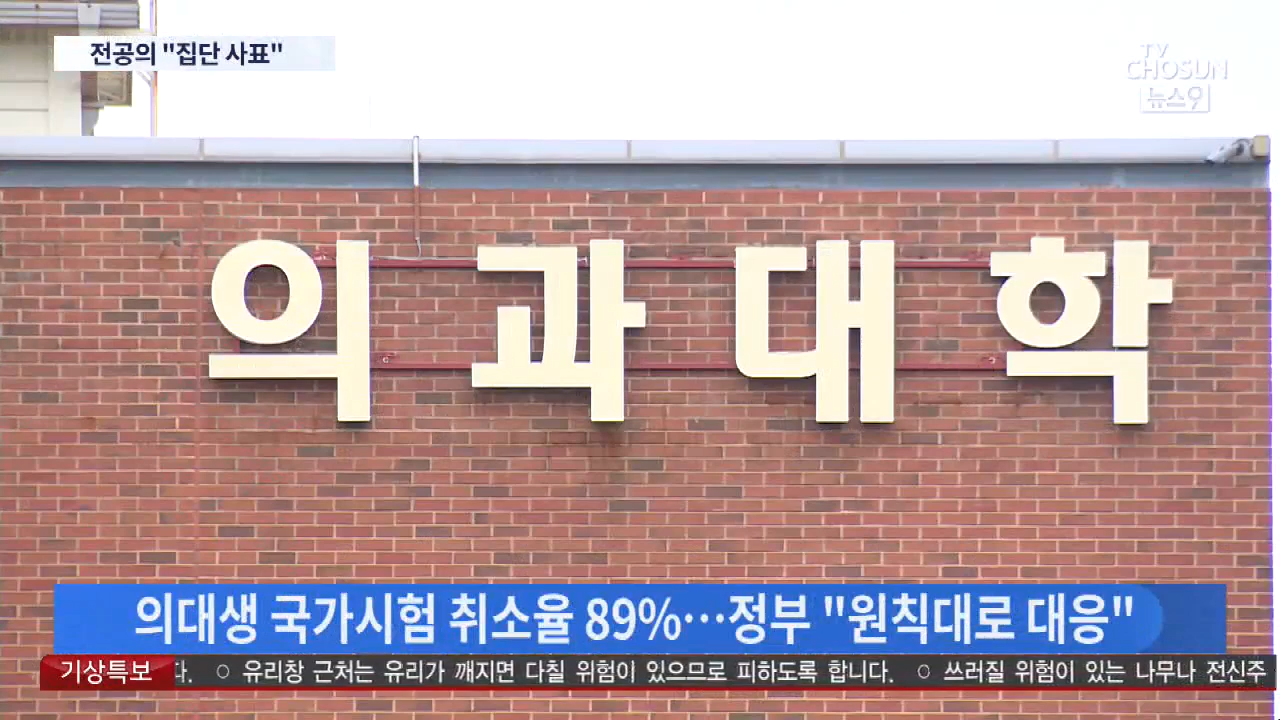 전공의 "집단 사표"
TV
CHOSUN
뉴스9
의과대학
의대생 국가시험 취소율 89%…정부 "원칙대로 대응"
기상특보 다. ○ 유리창 근처는 유리가 깨지면 다칠 위험이 있으므로 피하도록 합니다. ○ 쓰러질 위험이 있는 나무나 전신주